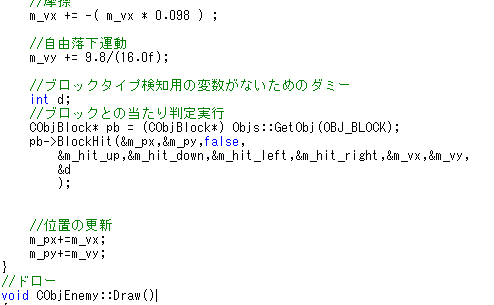 //摩擦
m_vx += -( m_vx * 0.098 ) ;
//自由落下運動
m_vy += 9.8/(16.0f);
//ブロックタイプ検知用の変数がないためのダミー
int d;
//ブロックとの当たり判定実行
CObjBlock* pb = (CObjBlock*) Objs::GetObj(OBJ_BLOCK);
pb->BlockHit(&m_px,&m_py,false,
&m_hit_up,&m_hit_down,&m_hit_left,&m_hit_right,&m_vx,&m_vy,
&d
);
//位置の更新
m_px+=m_vx;
m_py+=m_vy;
}
//ドロー
void CObjEnemy::Draw()